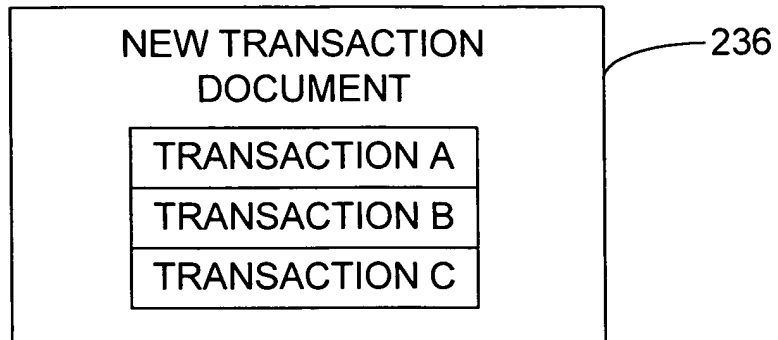 NEW TRANSACTION
DOCUMENT
236
TRANSACTION A
TRANSACTION B
TRANSACTION C